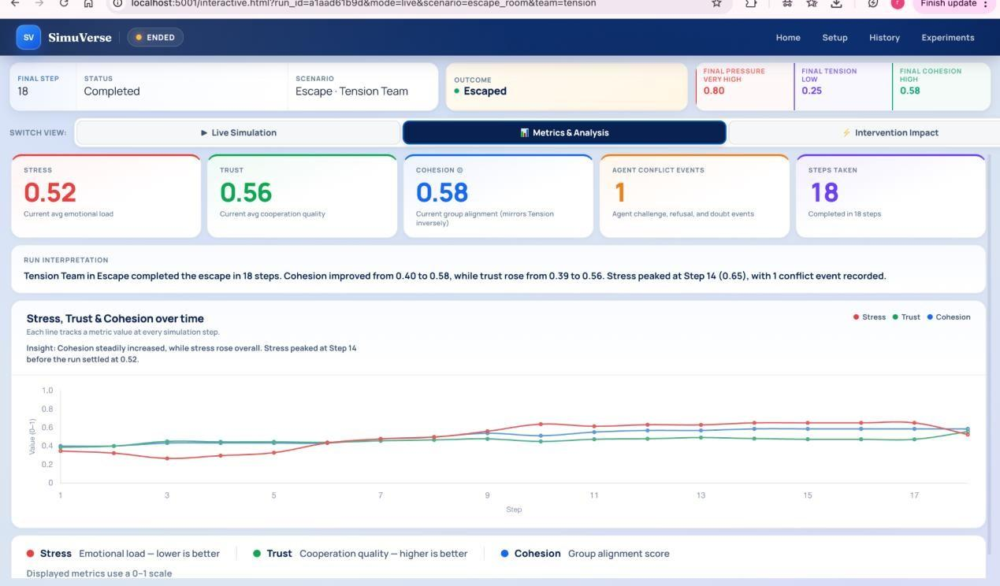 localhost:5001/interactive.html?run_id=a1aad61b9d&mode=live&scenario=escape_room&team=tension
r
Finish update
SV SimuVerse ENDED Home Setup History Experiments
FINAL STEP
18
STATUS
Completed
SCENARIO
Escape · Tension Team
OUTCOME
Escaped
FINAL PRESSURE
VERY HIGH
0.80
FINAL TENSION
LOW
0.25
FINAL COHESION
HIGH
0.58
SWITCH VIEW: Live Simulation Metrics & Analysis Intervention Impact
STRESS
0.52
Current avg emotional load
TRUST
0.56
Current avg cooperation quality
COHESION
0.58
Current group alignment (mirrors Tension
inversely)
AGENT CONFLICT EVENTS
1
Agent challenge, refusal, and doubt events
STEPS TAKEN
18
Completed in 18 steps
RUN INTERPRETATION
Tension Team in Escape completed the escape in 18 steps. Cohesion improved from 0.40 to 0.58, while trust rose from 0.39 to 0.56. Stress peaked at Step 14 (0.65), with 1 conflict event recorded.
Stress, Trust & Cohesion over time
Stress Trust Cohesion
Each line tracks a metric value at every simulation step.
Insight: Cohesion steadily increased, while stress rose overall. Stress peaked at Step 14
before the run settled at 0.52.
Value (0–1)
1.0
0.8
0.6
0.4
0.2
0
1 3 5 7 9 11 13 15 17
Step
Stress Emotional load — lower is better Trust Cooperation quality — higher is better Cohesion Group alignment score
Displayed metrics use a 0–1 scale